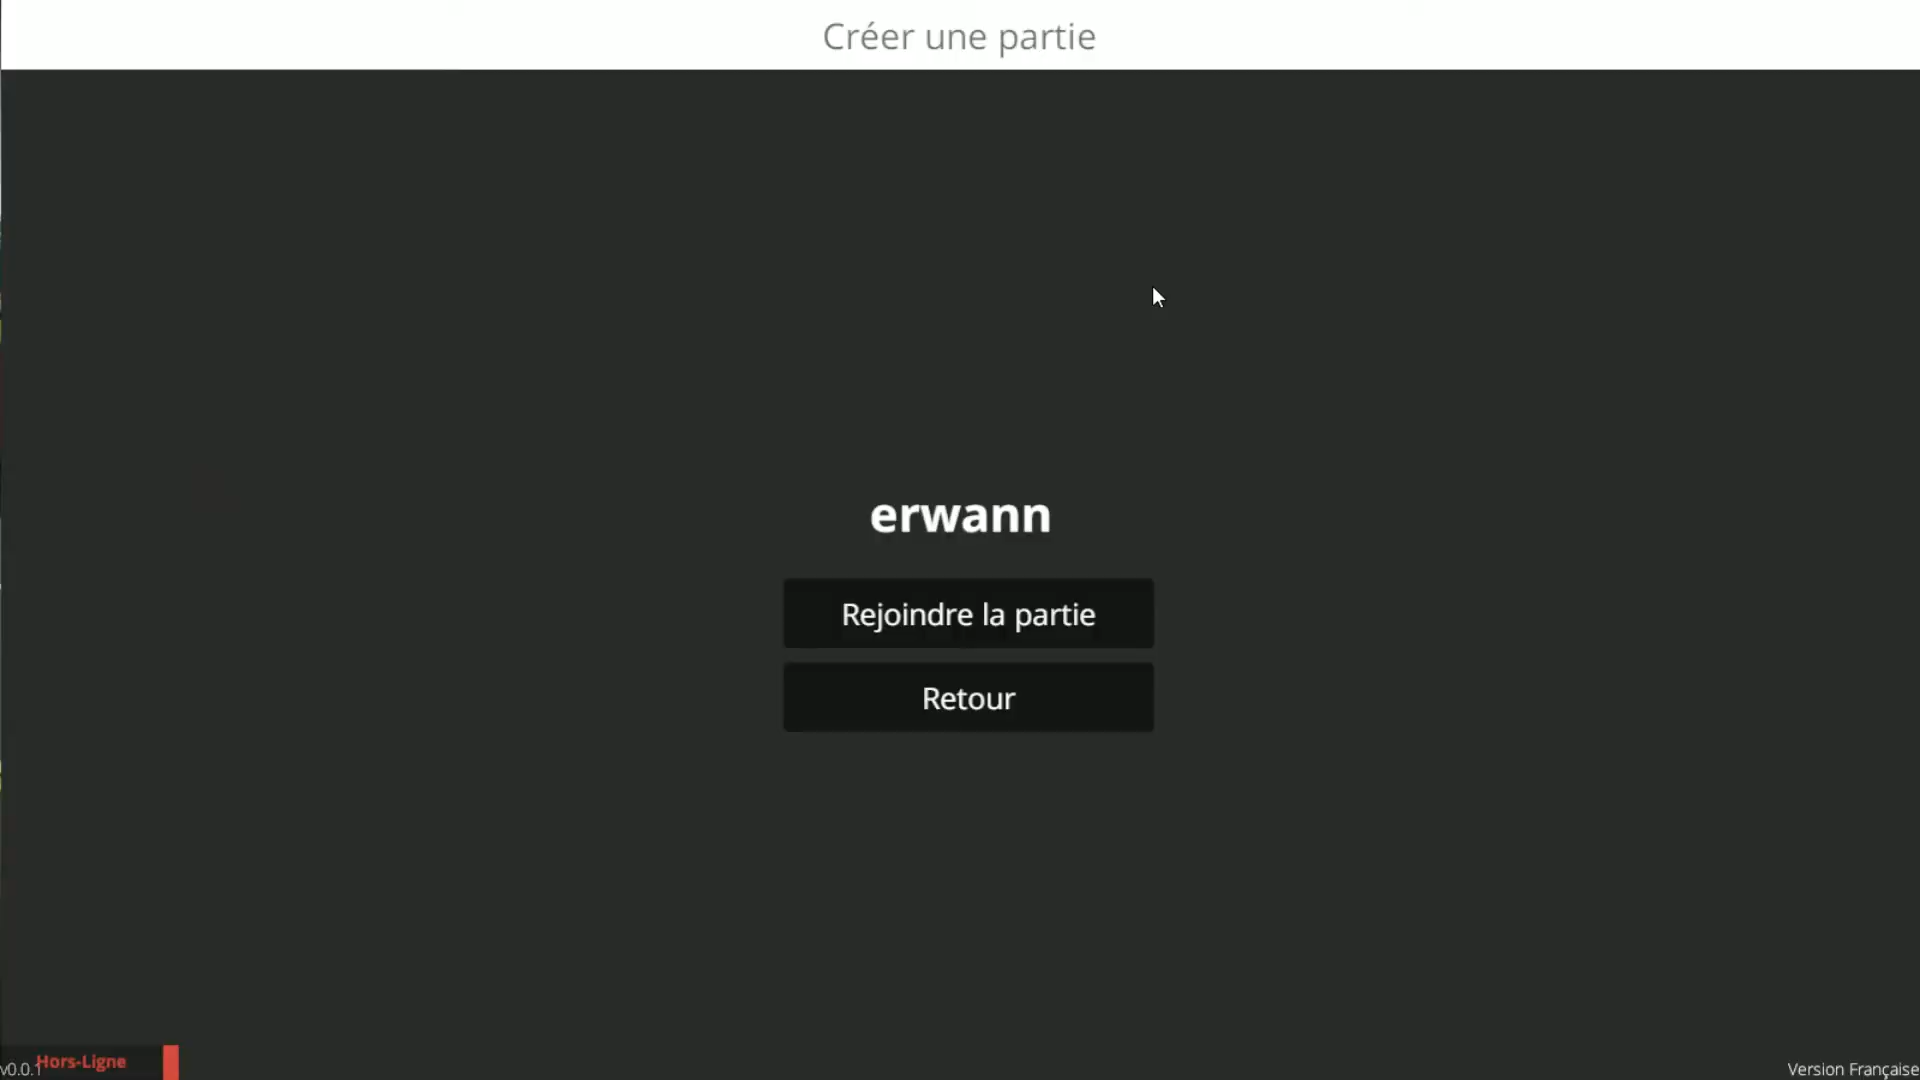 Créer une partie
erwann
Rejoindre la partie
Retour
Hors-Ligne
v0.0.1
Version Française